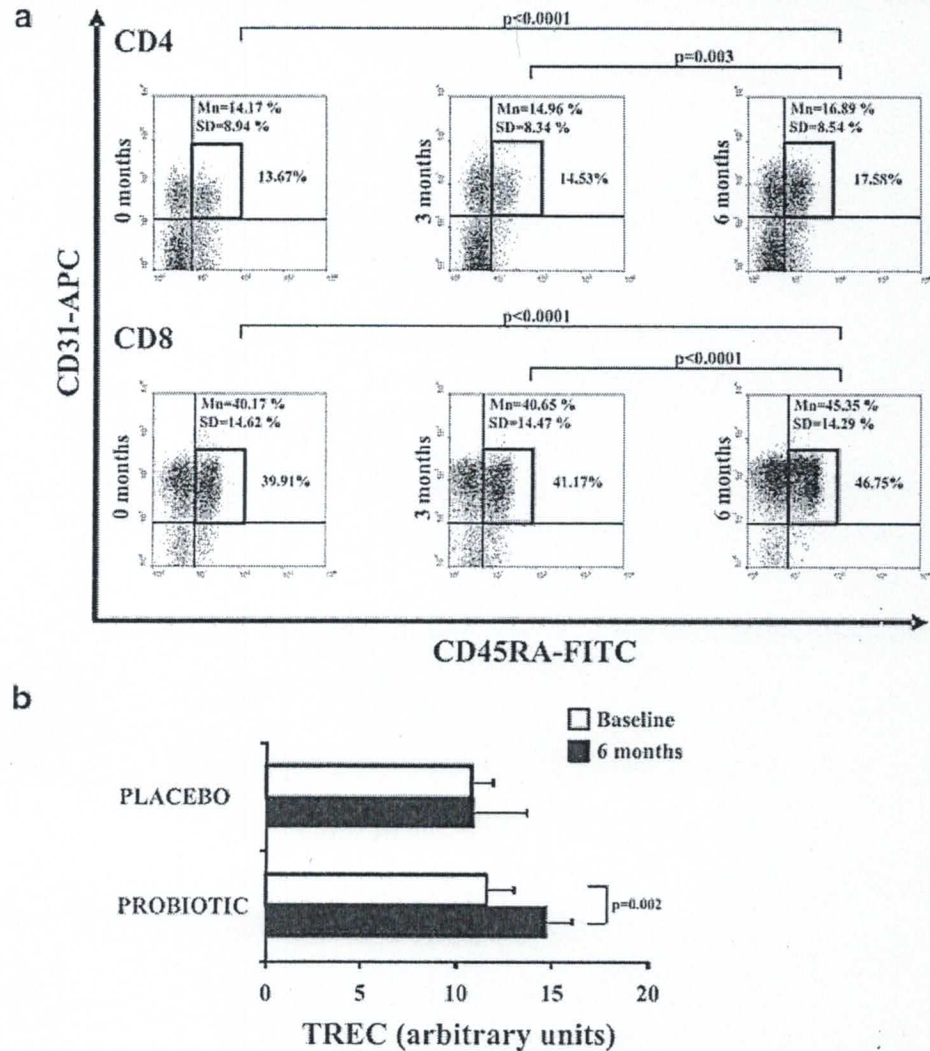 a
p<0.0001
CD4
p=0.003
Mn=14.17 %
SD=8.94 %
13.67%
0 months
Mn=14.96 %
SD=8.34 %
14.53%
3 months
Mn=16.89 %
SD=8.54 %
17.58%
6 months
CD31-APC
p<0.0001
CD8
p<0.0001
Mn=40.17 %
SD=14.62 %
39.91%
0 months
Mn=40.65 %
SD=14.47 %
41.17%
3 months
Mn=45.35 %
SD=14.29 %
46.75%
6 months
CD45RA-FITC
b
Baseline
6 months
PLACEBO
PROBIOTIC
p=0.002
0 5 10 15 20
TREC (arbitrary units)